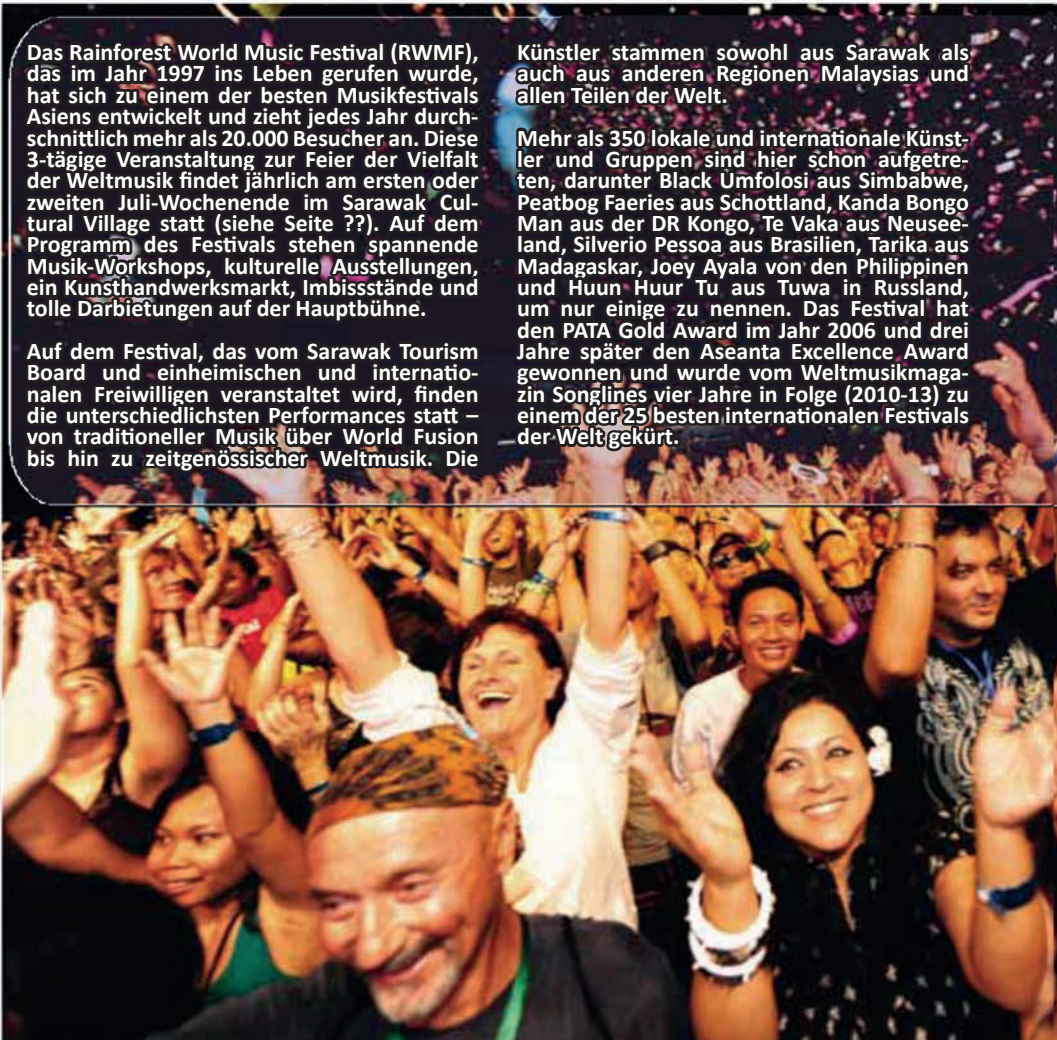 Das Rainforest World Music Festival (RWMF),
das im Jahr 1997 ins Leben gerufen wurde,
hat sich zu einem der besten Musikfestivals
Asiens entwickelt und zieht jedes Jahr durch-
schnittlich mehr als 20.000 Besucher an. Diese
3-tägige Veranstaltung zur Feier der Vielfalt
der Weltmusik findet jährlich am ersten oder
zweiten Juli-Wochenende im Sarawak Cul-
tural Village statt (siehe Seite ??). Auf dem
Programm des Festivals stehen spannende
Musik-Workshops, kulturelle Ausstellungen,
ein Kunsthandwerksmarkt, Imbissstände und
tolle Darbietungen auf der Hauptbühne.
Auf dem Festival, das vom Sarawak Tourism
Board und einheimischen und internatio-
nalen Freiwilligen veranstaltet wird, finden
die unterschiedlichsten Performances statt –
von traditioneller Musik über World Fusion
bis hin zu zeitgenössischer Weltmusik. Die
Künstler stammen sowohl aus Sarawak als
auch aus anderen Regionen Malaysias und
allen Teilen der Welt.
Mehr als 350 lokale und internationale Künst-
ler und Gruppen sind hier schon aufgetre-
ten, darunter Black Umfolosi aus Simbabwe,
Peatbog Faeries aus Schottland, Kanda Bongo
Man aus der DR Kongo, Te Vaka aus Neusee-
land, Silverio Pessoa aus Brasilien, Tarika aus
Madagaskar, Joey Ayala von den Philippinen
und Huun Huur Tu aus Tuwa in Russland,
um nur einige zu nennen. Das Festival hat
den PATA Gold Award im Jahr 2006 und drei
Jahre später den Aseanta Excellence Award
gewonnen und wurde vom Weltmusikmaga-
zin Songlines vier Jahre in Folge (2010-13) zu
einem der 25 besten internationalen Festivals
der Welt gekürt.